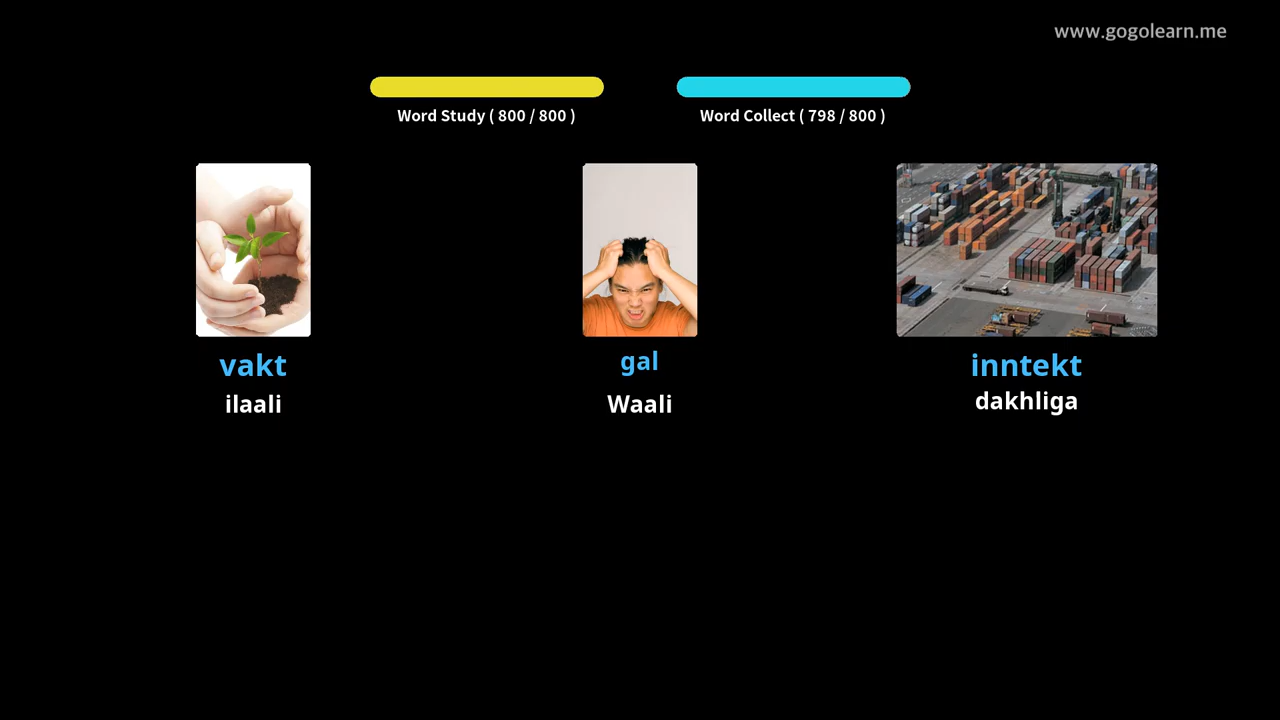 www.gogolearn.me
Word Study ( 800 / 800 )
Word Collect ( 798 / 800 )
vakt
ilaali
gal
Waali
inntekt
dakhliga